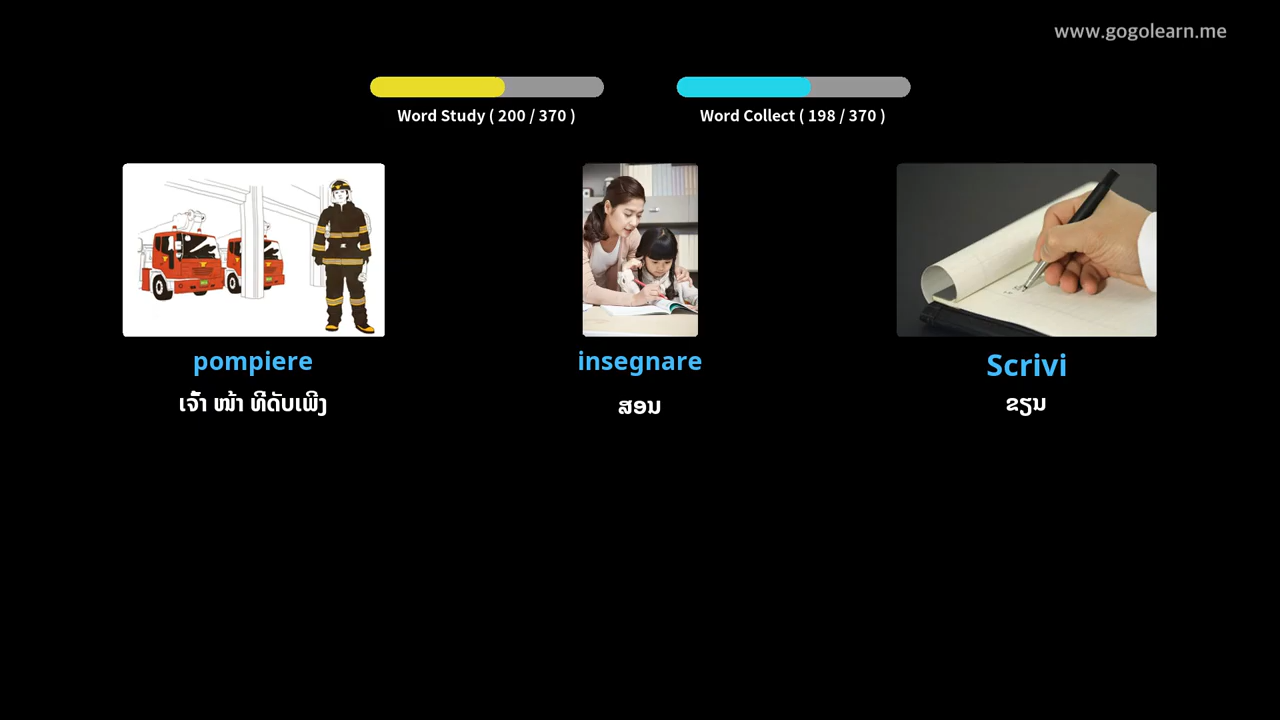 www.gogolearn.me
Word Study ( 200 / 370 )
Word Collect ( 198 / 370 )
pompiere
insegnare
Scrivi
ເຈົ້າ ໜ້າ ທີ່ດັບເພີງ
ສອນ
ຂຽນ